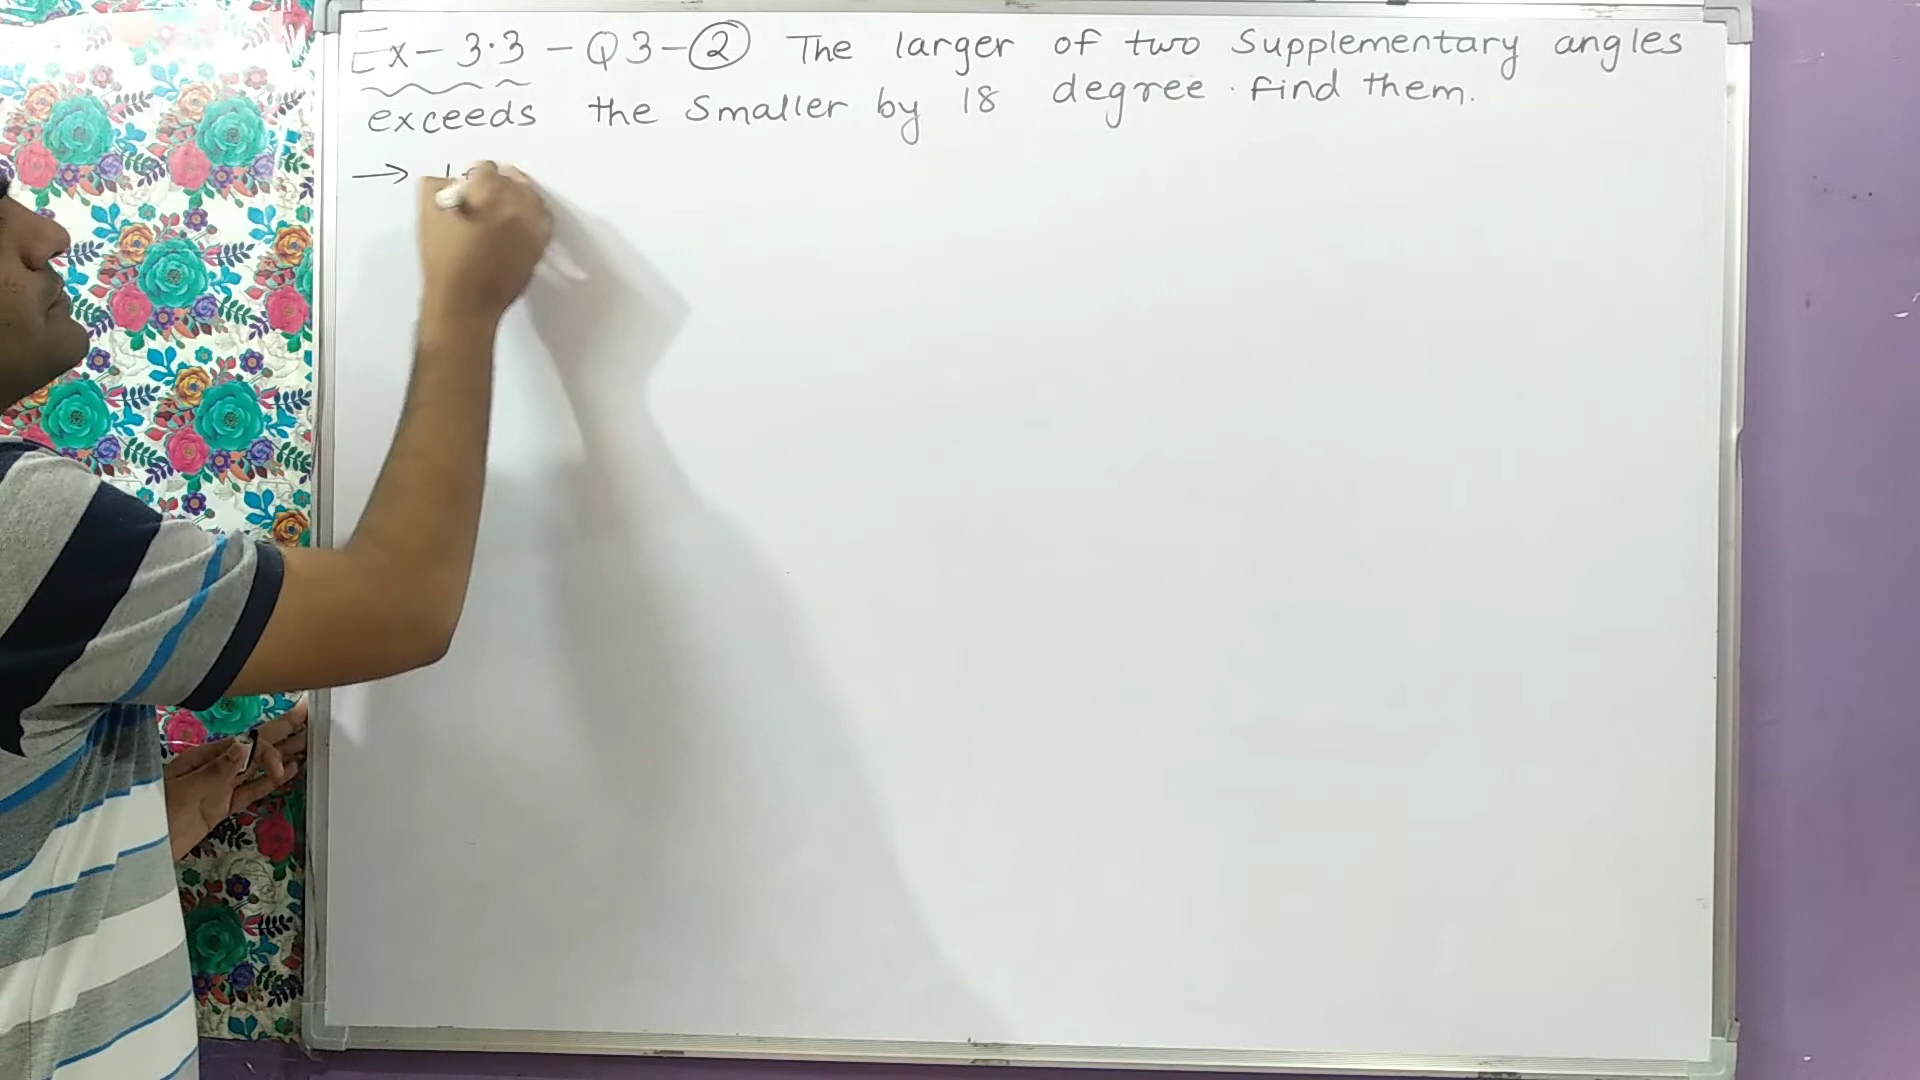 Ex - 3.3 - Q3 - ② The larger of two Supplementary angles
exceeds the Smaller by 18 degree. find them.
→